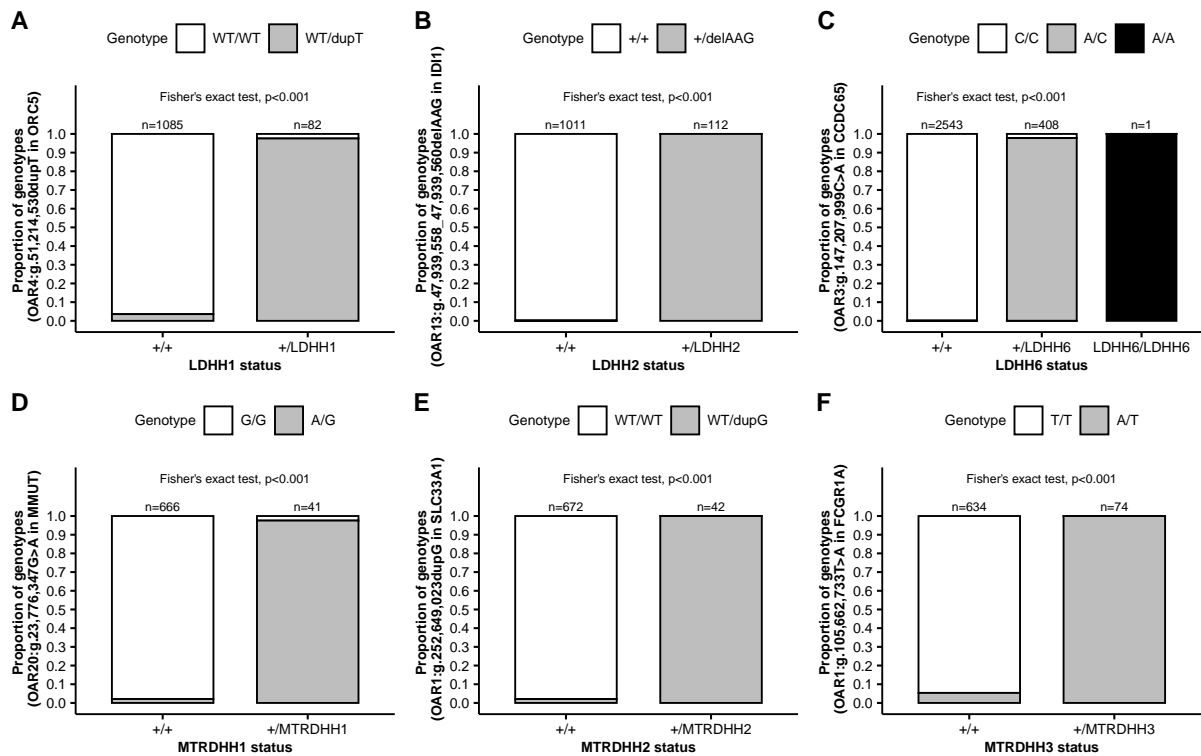 A
Genotype WT/WT WT/dupT
Fisher's exact test, p<0.001
n=1085 n=82
Proportion of genotypes
(OAR4:g.51,214,530dupT in ORC5)
1.0
0.9
0.8
0.7
0.6
0.5
0.4
0.3
0.2
0.1
0.0
+/+ +/LDHH1
LDHH1 status
B
Genotype +/+ +/delAAG
Fisher's exact test, p<0.001
n=1011 n=112
Proportion of genotypes
(OAR13:g.47,939,558_47,939,560delAAG in IDI1)
1.0
0.9
0.8
0.7
0.6
0.5
0.4
0.3
0.2
0.1
0.0
+/+ +/LDHH2
LDHH2 status
C
Genotype C/C A/C A/A
Fisher's exact test, p<0.001
n=2543 n=408 n=1
Proportion of genotypes
(OAR3:g.147,207,999C>A in CCDC65)
1.0
0.9
0.8
0.7
0.6
0.5
0.4
0.3
0.2
0.1
0.0
+/+ +/LDHH6 LDHH6/LDHH6
LDHH6 status
D
Genotype G/G A/G
Fisher's exact test, p<0.001
n=666 n=41
Proportion of genotypes
(OAR20:g.23,776,347G>A in MMUT)
1.0
0.9
0.8
0.7
0.6
0.5
0.4
0.3
0.2
0.1
0.0
+/+ +/MTRDHH1
MTRDHH1 status
E
Genotype WT/WT WT/dupG
Fisher's exact test, p<0.001
n=672 n=42
Proportion of genotypes
(OAR1:g.252,649,023dupG in SLC33A1)
1.0
0.9
0.8
0.7
0.6
0.5
0.4
0.3
0.2
0.1
0.0
+/+ +/MTRDHH2
MTRDHH2 status
F
Genotype T/T A/T
Fisher's exact test, p<0.001
n=634 n=74
Proportion of genotypes
(OAR1:g.105,662,733T>A in FCGR1A)
1.0
0.9
0.8
0.7
0.6
0.5
0.4
0.3
0.2
0.1
0.0
+/+ +/MTRDHH3
MTRDHH3 status